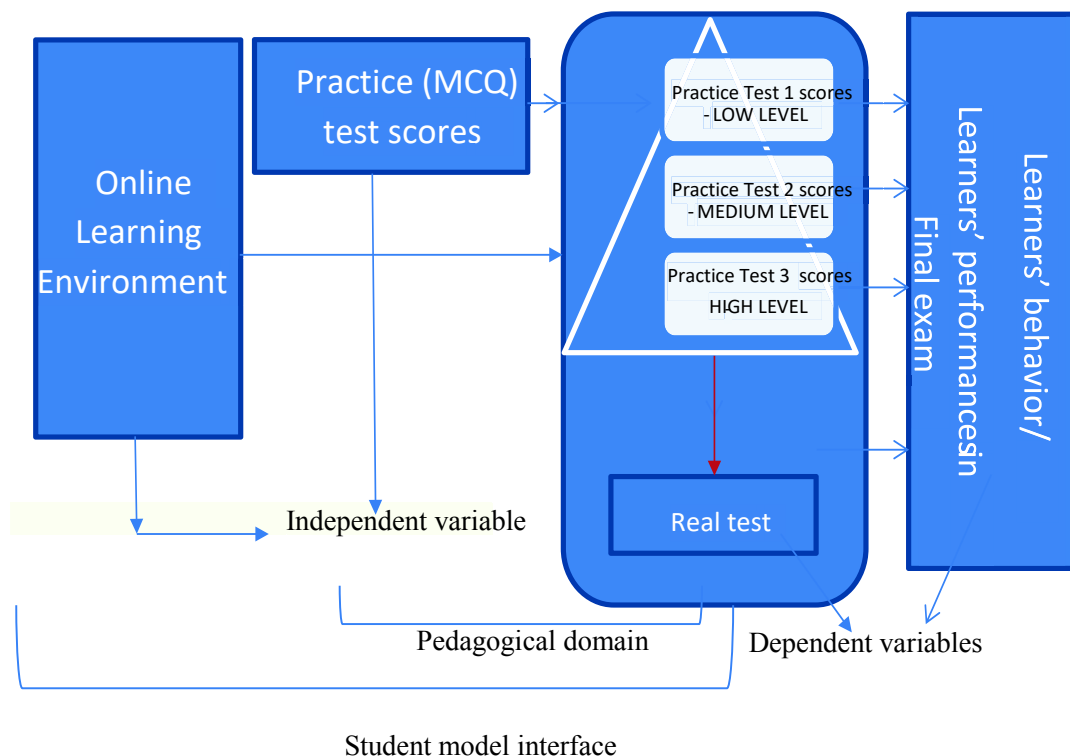 Online
Learning
Environment
Practice (MCQ)
test scores
Practice Test 1 scores
- LOW LEVEL
Practice Test 2 scores
- MEDIUM LEVEL
Practice Test 3 scores
HIGH LEVEL
Real test
Learners' behavior/
Learners' performancesin
Final exam
Independent variable
Pedagogical domain
Dependent variables
Student model interface